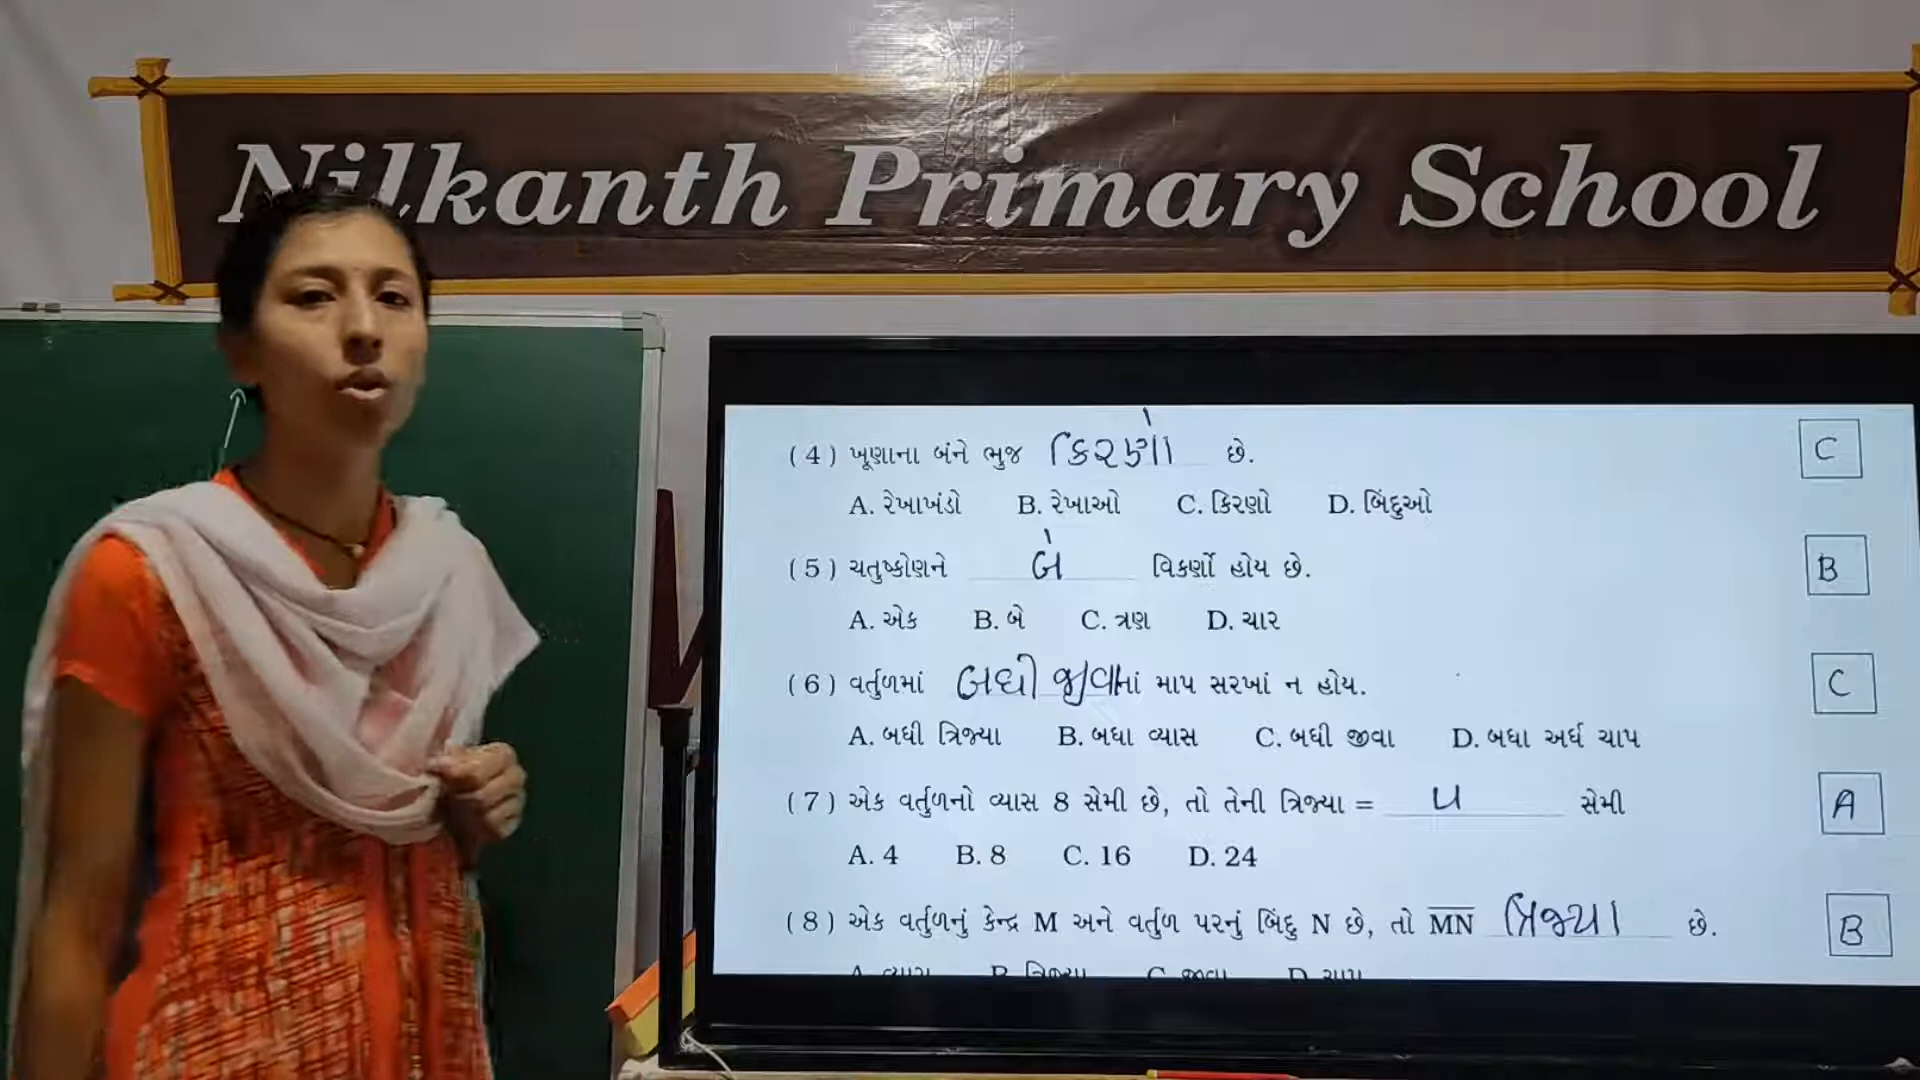 Nilkanth Primary School
(4) ખૂણાના બંને ભુજ કિરણો છે. C
A. રેખાખંડો B. રેખાઓ C. કિરણો D. બિંદુઓ
(5) ચતુષ્કોણને બે વિકર્ણો હોય છે. B
A. એક B. બે C. ત્રણ D. ચાર
(6) વર્તુળમાં બધી જીવાનાં માપ સરખાં ન હોય. C
A. બધી ત્રિજ્યા B. બધા વ્યાસ C. બધી જીવા D. બધા અર્ધ ચાપ
(7) એક વર્તુળનો વ્યાસ 8 સેમી છે, તો તેની ત્રિજ્યા = 4 સેમી A
A. 4 B. 8 C. 16 D. 24
(8) એક વર્તુળનું કેન્દ્ર M અને વર્તુળ પરનું બિંદુ N છે, તો MN ત્રિજ્યા છે. B
A. વ્યાસ B. ત્રિજ્યા C. જીવા D. ચાપ